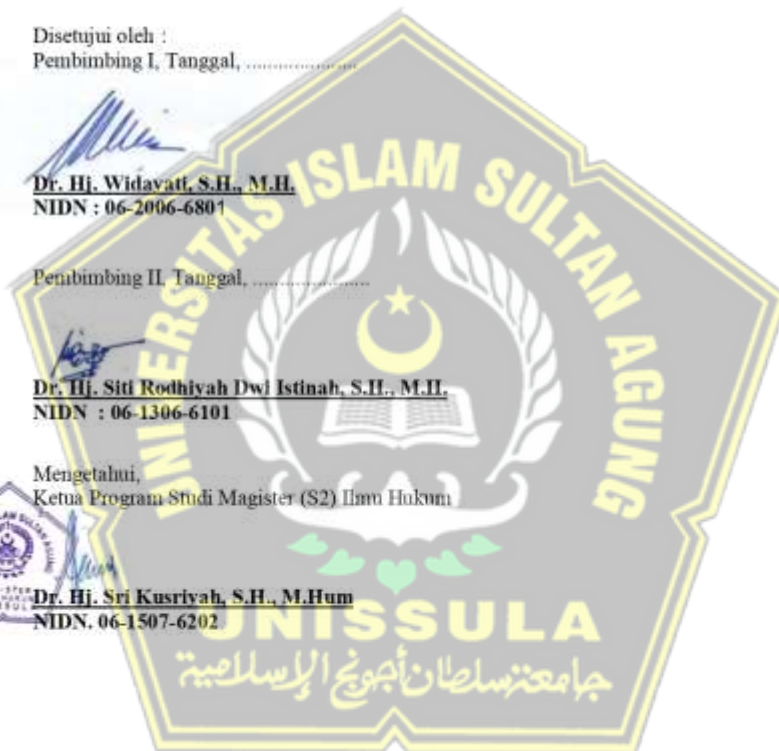 Disetujui oleh :
Pembimbing I, Tanggal, .....................
Dr. Hj. Widayati, S.H., M.H.
NIDN : 06-2006-6801
Pembimbing II, Tanggal, ......................
Dr. Hj. Siti Rodhiyah Dwi Istinah, S.H., M.H.
NIDN : 06-1306-6101
Mengetahui,
Ketua Program Studi Magister (S2) Ilmu Hukum
Dr. Hj. Sri Kusriyah, S.H., M.Hum
NIDN. 06-1507-6202
UNIVERSITAS ISLAM SULTAN AGUNG
UNISSULA
جامعة سلطان أجونج الإسلامية